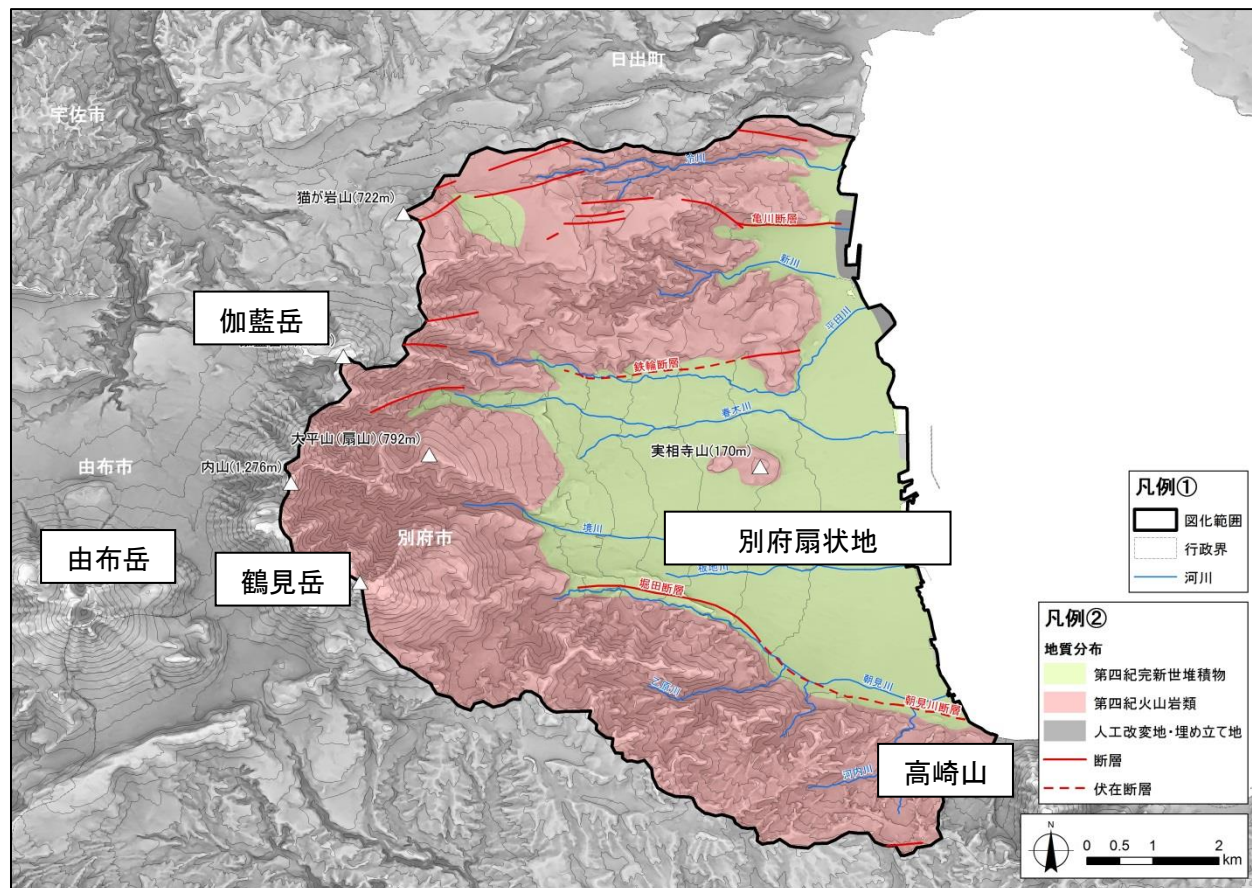 日出町
宇佐市
冷川
猫が岩山(722m)
亀川断層
新川
伽藍岳
平田川
鉄輪断層
春木川
大平山(扇山)(792m)
実相寺山(170m)
由布市
内山(1,276m)
境川
別府扇状地
別府市
由布岳
鶴見岳
堀田断層
乙原川
朝見川
朝見川断層
高崎山
河内川
凡例①
図化範囲
行政界
河川
凡例②
地質分布
第四紀完新世堆積物
第四紀火山岩類
人工改変地・埋め立て地
断層
伏在断層
N
0 0.5 1 2
km